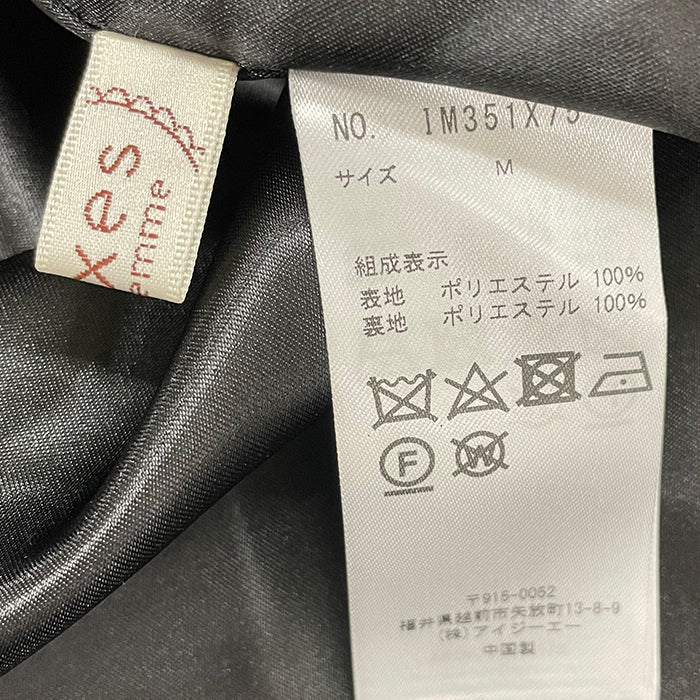 xes
emme
NO. IM351X75
サイズ M
組成表示
表地 ポリエステル 100%
裏地 ポリエステル 100%
F
W
〒915-0052
福井県越前市矢放町13-8-9
(株)アイジーエー
中国製